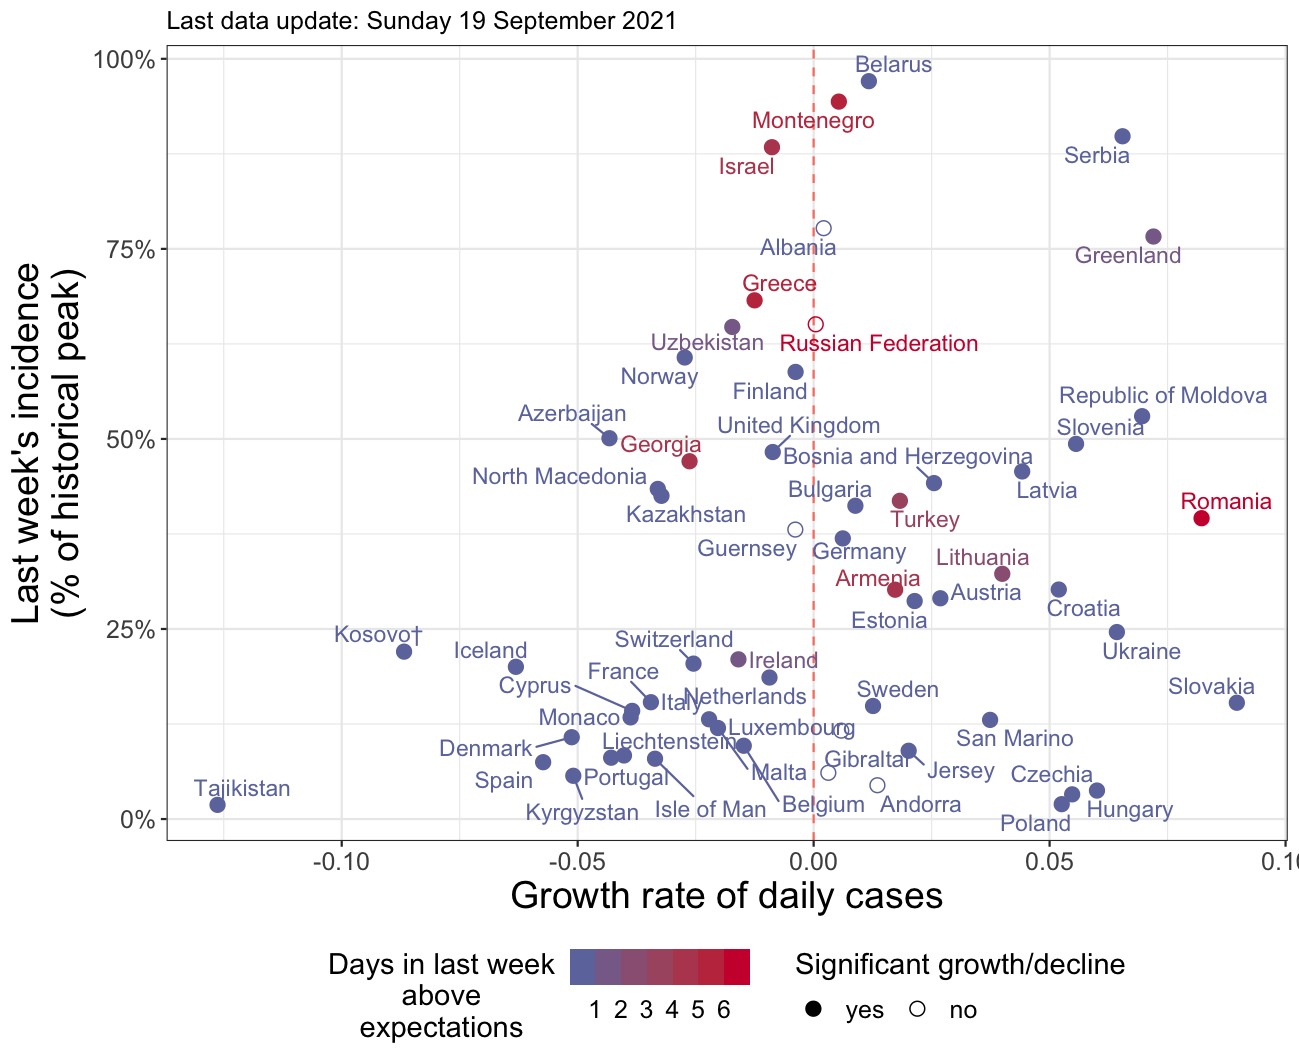 Last data update: Sunday 19 September 2021
100%
75%
50%
25%
0%
Last week's incidence
(% of historical peak)
Belarus
Montenegro
Serbia
Israel
Albania
Greenland
Greece
Uzbekistan
Russian Federation
Norway
Finland
Republic of Moldova
Azerbaijan
United Kingdom
Slovenia
Georgia
Bosnia and Herzegovina
North Macedonia
Bulgaria
Latvia
Romania
Kazakhstan
Turkey
Guernsey
Germany
Lithuania
Armenia
Austria
Estonia
Croatia
Kosovo†
Switzerland
Iceland
Ireland
Ukraine
France
Cyprus
Italy
Netherlands
Sweden
Slovakia
Monaco
Luxembourg
Denmark
Liechtenstein
San Marino
Gibraltar
Spain
Portugal
Malta
Jersey
Czechia
Tajikistan
Kyrgyzstan
Isle of Man
Belgium
Andorra
Hungary
Poland
-0.10
-0.05
0.00
0.05
0.10
Growth rate of daily cases
Days in last week
above
expectations
1 2 3 4 5 6
Significant growth/decline
yes
no